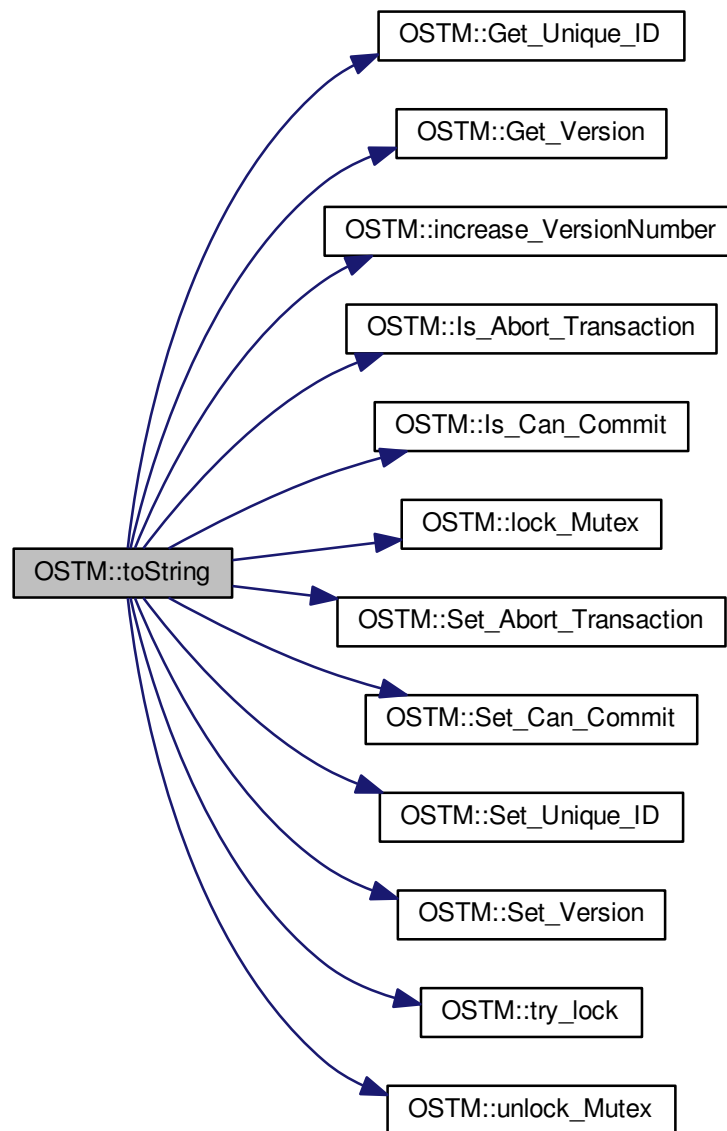 OSTM::Get_Unique_ID
OSTM::Get_Version
OSTM::increase_VersionNumber
OSTM::Is_Abort_Transaction
OSTM::Is_Can_Commit
OSTM::lock_Mutex
OSTM::toString
OSTM::Set_Abort_Transaction
OSTM::Set_Can_Commit
OSTM::Set_Unique_ID
OSTM::Set_Version
OSTM::try_lock
OSTM::unlock_Mutex